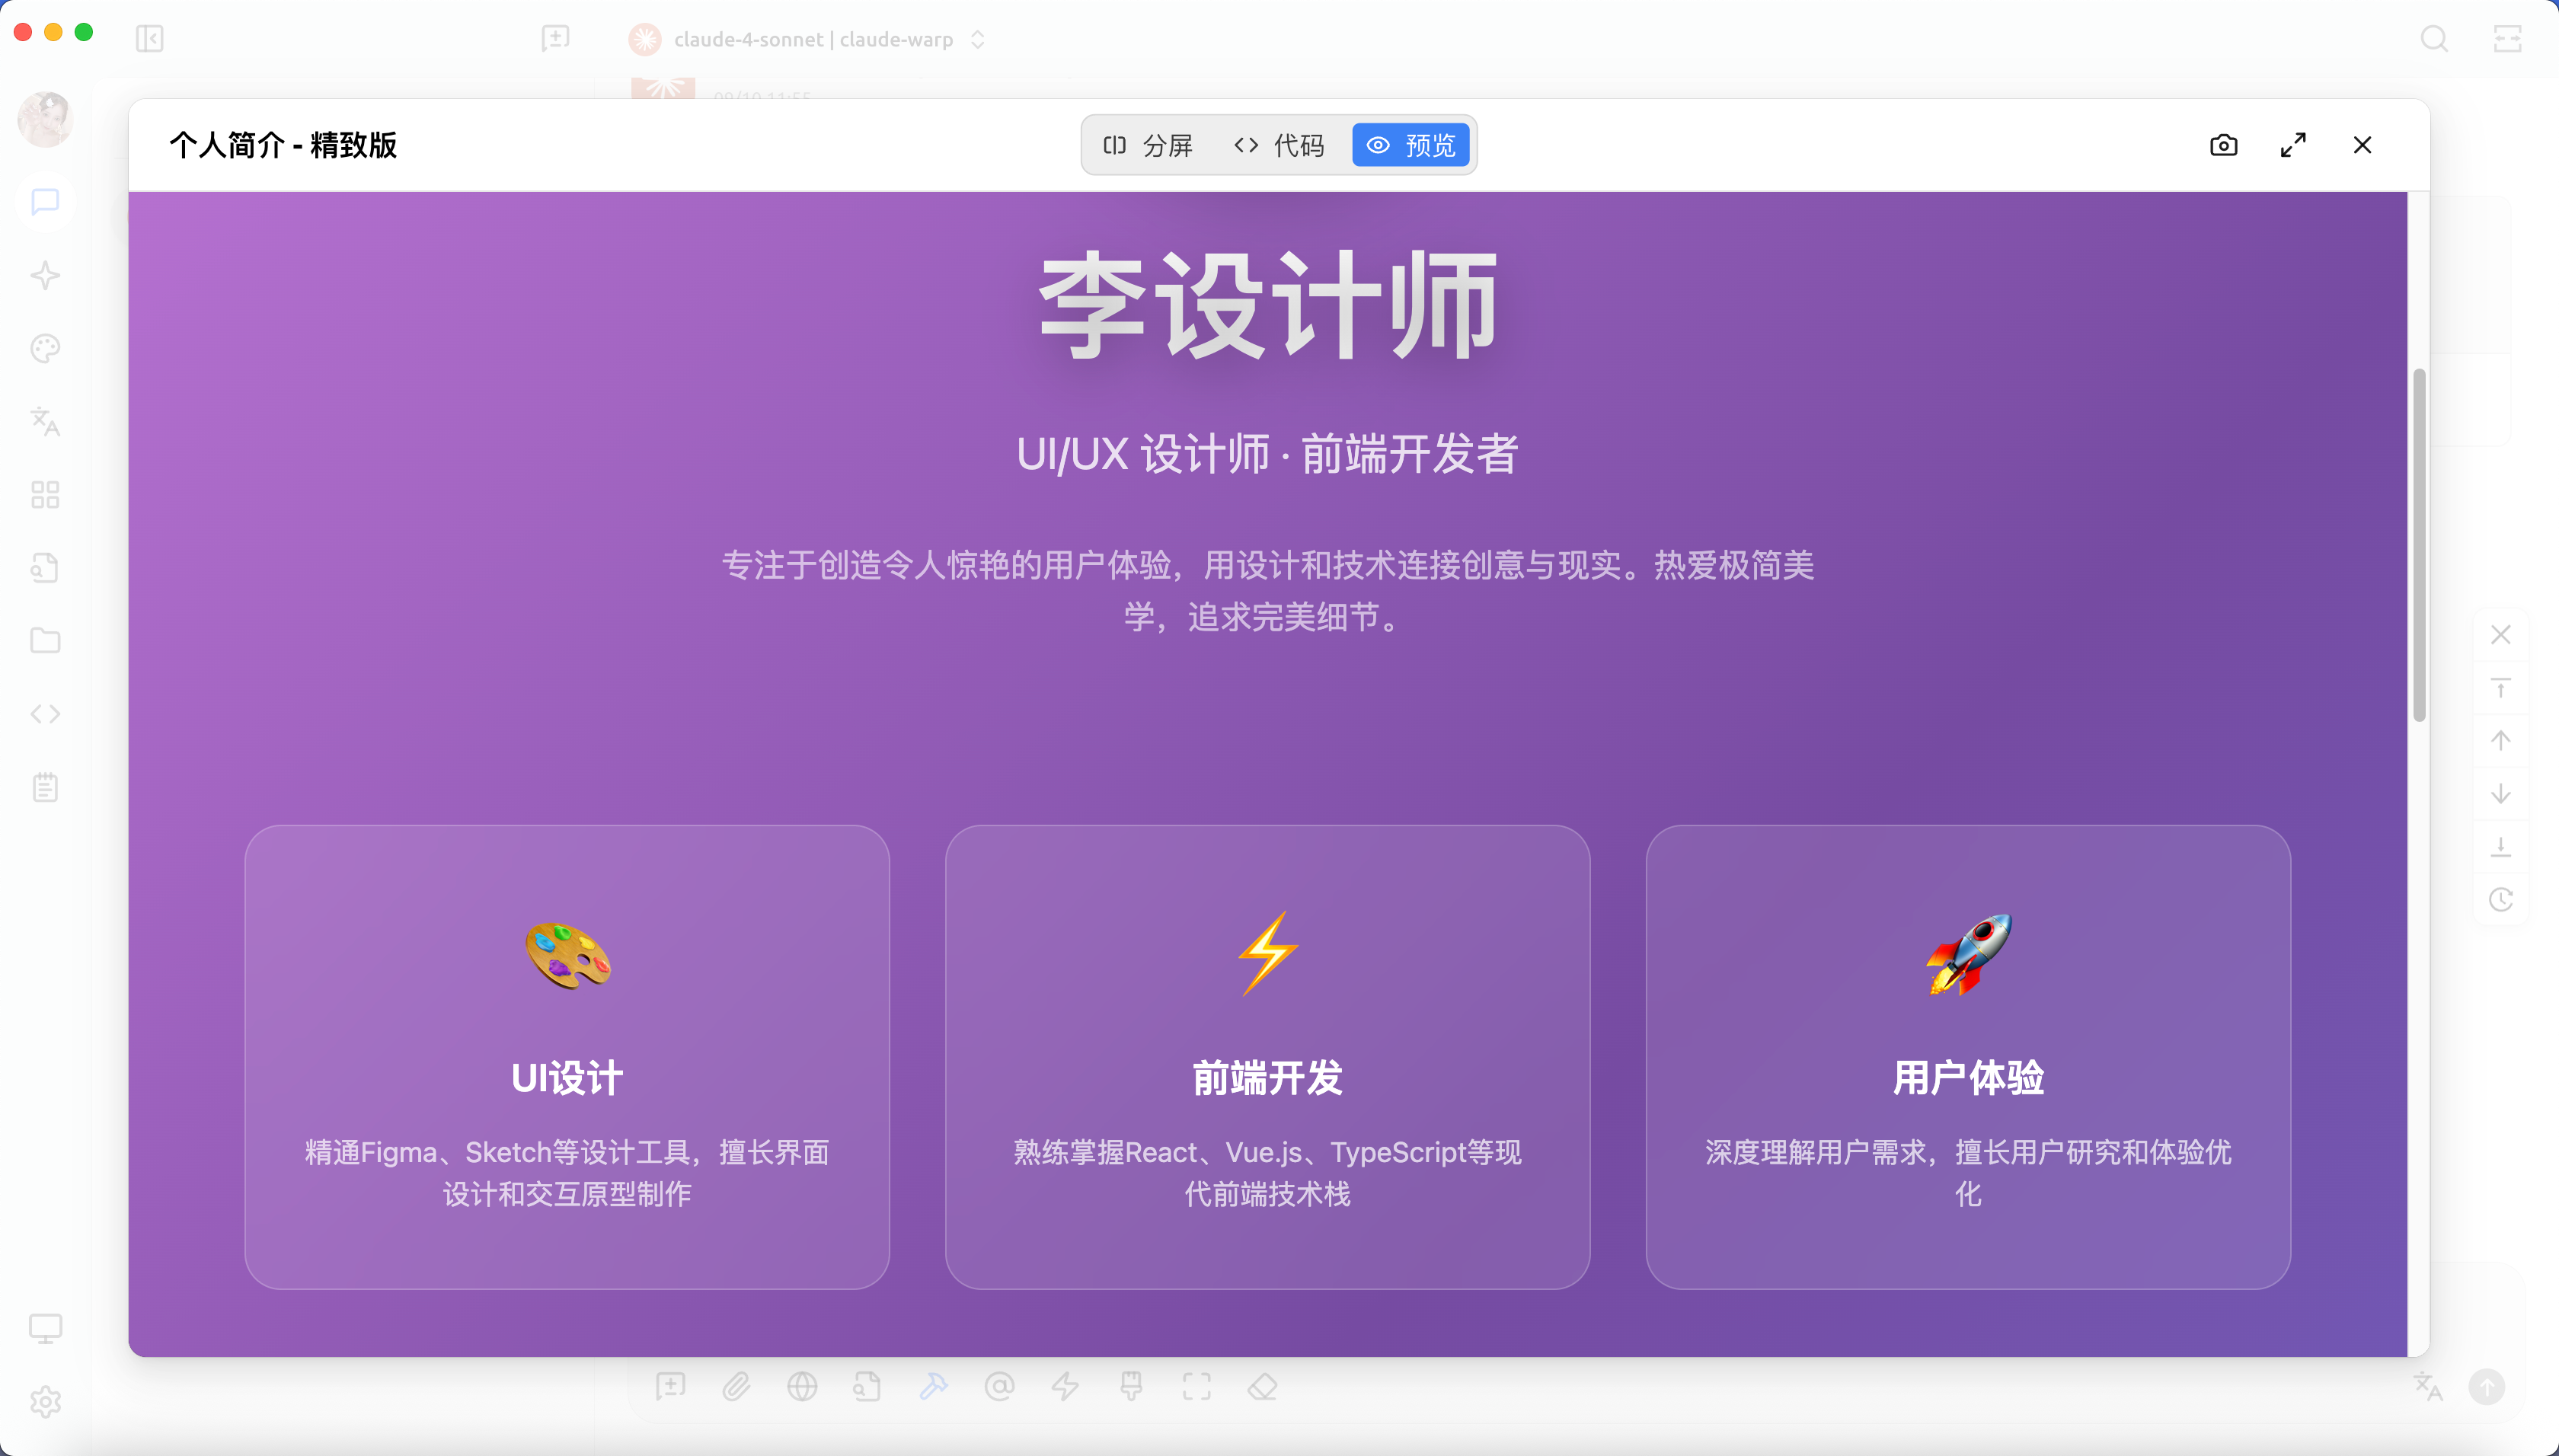 claude-4-sonnet | claude-warp
09/10 11:55
个人简介 - 精致版
分屏
代码
预览
李设计师
UI/UX 设计师 · 前端开发者
专注于创造令人惊艳的用户体验，用设计和技术连接创意与现实。热爱极简美
学，追求完美细节。
UI设计
精通Figma、Sketch等设计工具，擅长界面
设计和交互原型制作
前端开发
熟练掌握React、Vue.js、TypeScript等现
代前端技术栈
用户体验
深度理解用户需求，擅长用户研究和体验优
化